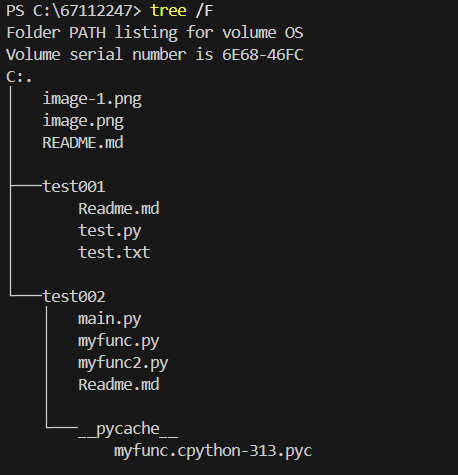 PS C:\67112247> tree /F
Folder PATH listing for volume OS
Volume serial number is 6E68-46FC
C:.
│   image-1.png
│   image.png
│   README.md
│
├───test001
│       Readme.md
│       test.py
│       test.txt
│
└───test002
    │   main.py
    │   myfunc.py
    │   myfunc2.py
    │   Readme.md
    │
    └───__pycache__
            myfunc.cpython-313.pyc